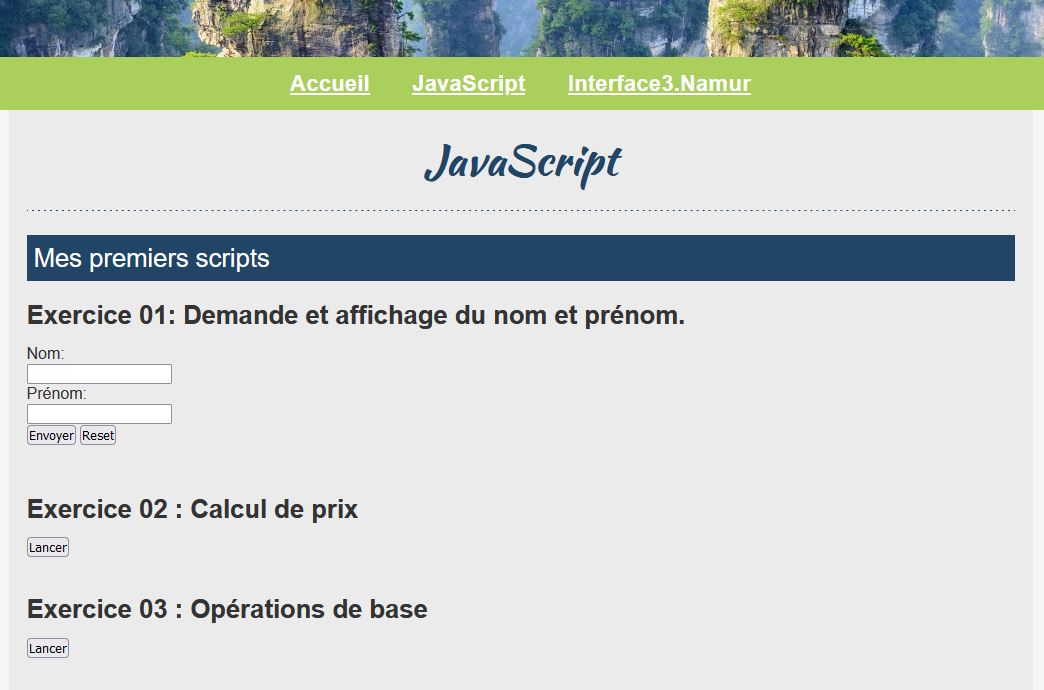 Accueil JavaScript Interface3.Namur
JavaScript
Mes premiers scripts
Exercice 01: Demande et affichage du nom et prénom.
Nom:
Prénom:
Envoyer Reset
Exercice 02 : Calcul de prix
Lancer
Exercice 03 : Opérations de base
Lancer